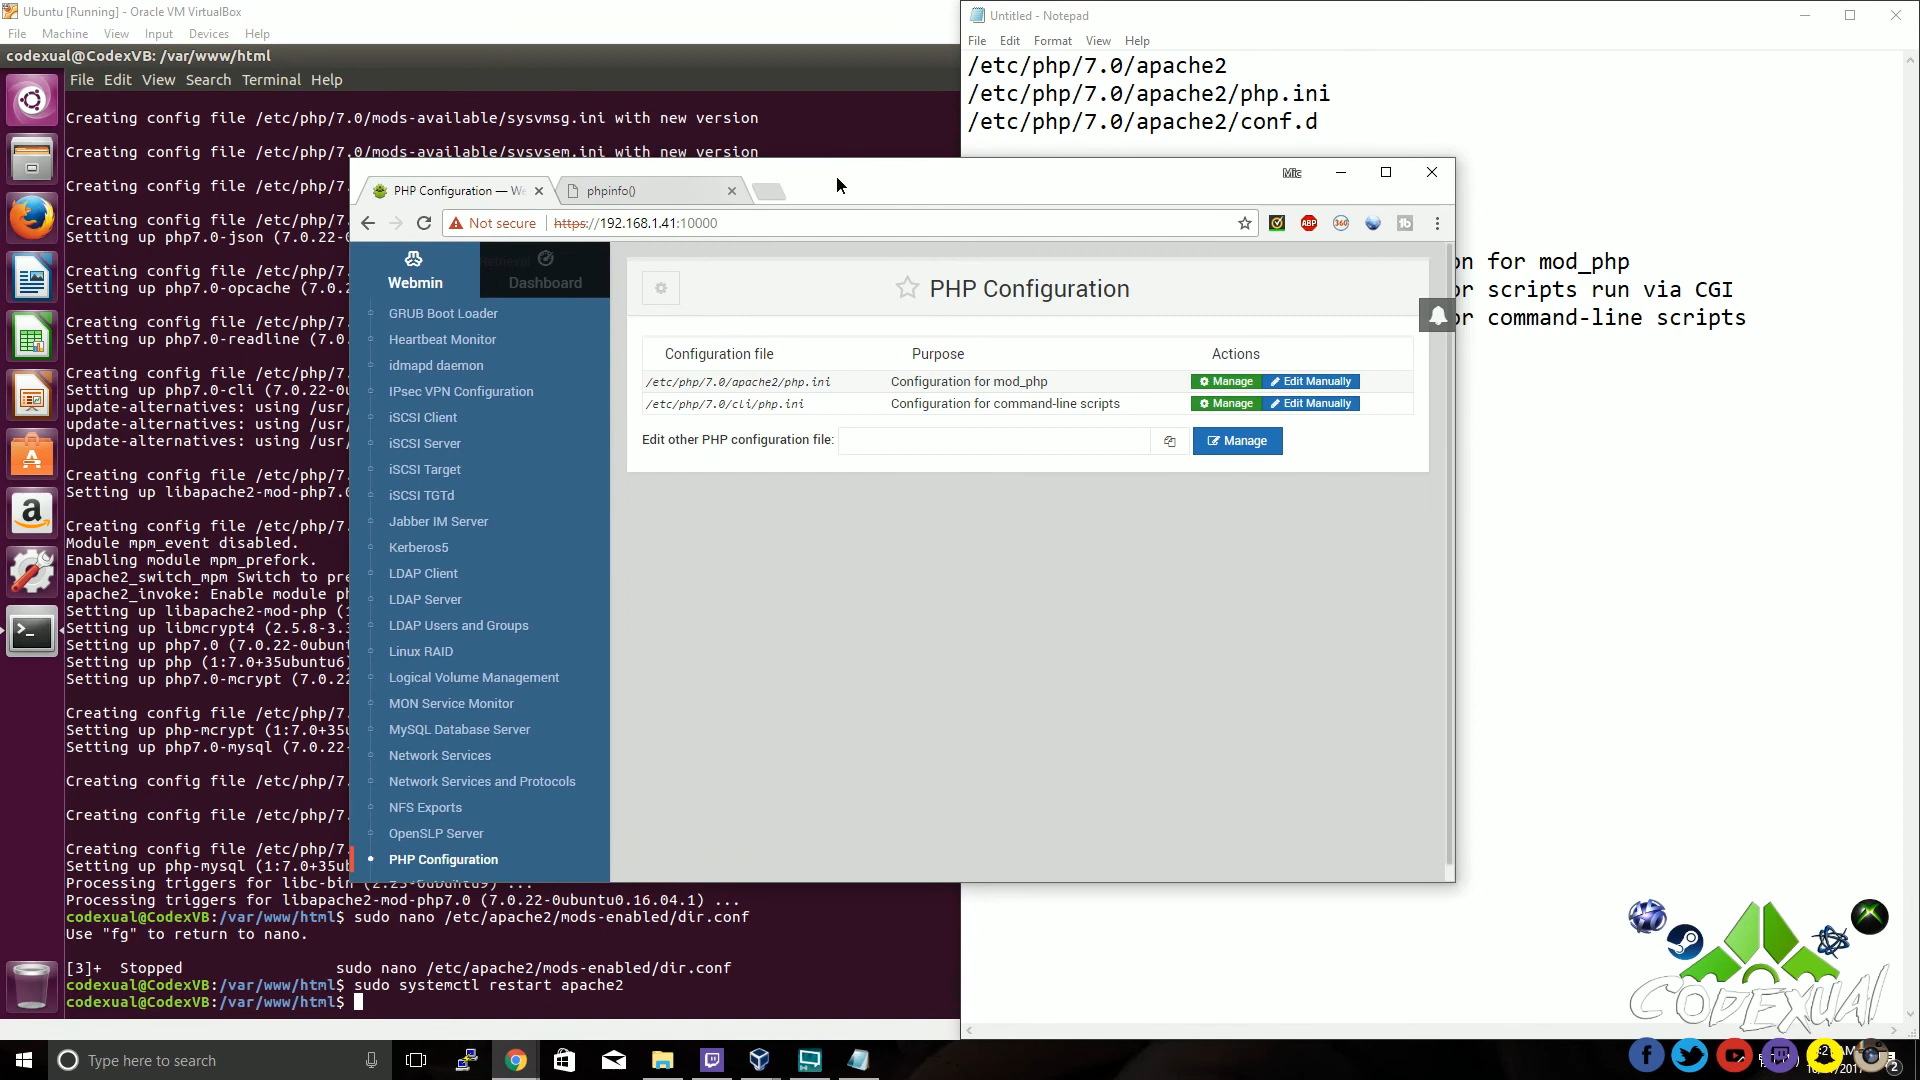 Ubuntu [Running] - Oracle VM VirtualBox
File Machine View Input Devices Help
codexual@CodexVB: /var/www/html
File Edit View Search Terminal Help
Creating config file /etc/php/7.0/mods-available/sysvmsg.ini with new version
Creating config file /etc/php/7.0/mods-available/sysvsem.ini with new version
Creating config file /etc/php/7.
Setting up php7.0-json (7.0.22-0
Creating config file /etc/php/7.
Setting up php7.0-opcache (7.0.2
Creating config file /etc/php/7.
Setting up php7.0-readline (7.0.
Creating config file /etc/php/7.
Setting up php7.0-cli (7.0.22-0u
update-alternatives: using /usr/
update-alternatives: using /usr/
update-alternatives: using /usr/
Creating config file /etc/php/7.
Setting up libapache2-mod-php7.0
Creating config file /etc/php/7.
Module mpm_event disabled.
Enabling module mpm_prefork.
apache2_switch_mpm Switch to pre
apache2_invoke: Enable module ph
Setting up libapache2-mod-php (1
Setting up libmcrypt4 (2.5.8-3.3
Setting up php7.0 (7.0.22-0ubunt
Setting up php (1:7.0+35ubuntu6)
Setting up php7.0-mcrypt (7.0.22
Creating config file /etc/php/7.
Setting up php-mcrypt (1:7.0+35u
Setting up php7.0-mysql (7.0.22-
Creating config file /etc/php/7.
Creating config file /etc/php/7.
Creating config file /etc/php/7.
Setting up php-mysql (1:7.0+35ub
Processing triggers for libc-bin (2.23-0ubuntu9) ...
Processing triggers for libapache2-mod-php7.0 (7.0.22-0ubuntu0.16.04.1) ...
codexual@CodexVB:/var/www/html$ sudo nano /etc/apache2/mods-enabled/dir.conf
Use "fg" to return to nano.
[3]+ Stopped sudo nano /etc/apache2/mods-enabled/dir.conf
codexual@CodexVB:/var/www/html$ sudo systemctl restart apache2
codexual@CodexVB:/var/www/html$
Untitled - Notepad
File Edit Format View Help
/etc/php/7.0/apache2
/etc/php/7.0/apache2/php.ini
/etc/php/7.0/apache2/conf.d
on for mod_php
or scripts run via CGI
or command-line scripts
PHP Configuration — We
phpinfo()
Mic
Not secure https://192.168.1.41:10000
ABP 360 tb
Webmin Dashboard
GRUB Boot Loader
Heartbeat Monitor
idmapd daemon
IPsec VPN Configuration
iSCSI Client
iSCSI Server
iSCSI Target
iSCSI TGTd
Jabber IM Server
Kerberos5
LDAP Client
LDAP Server
LDAP Users and Groups
Linux RAID
Logical Volume Management
MON Service Monitor
MySQL Database Server
Network Services
Network Services and Protocols
NFS Exports
OpenSLP Server
PHP Configuration
PHP Configuration
Configuration file Purpose Actions
/etc/php/7.0/apache2/php.ini Configuration for mod_php Manage Edit Manually
/etc/php/7.0/cli/php.ini Configuration for command-line scripts Manage Edit Manually
Edit other PHP configuration file: Manage
CODEXUAL
Type here to search
2